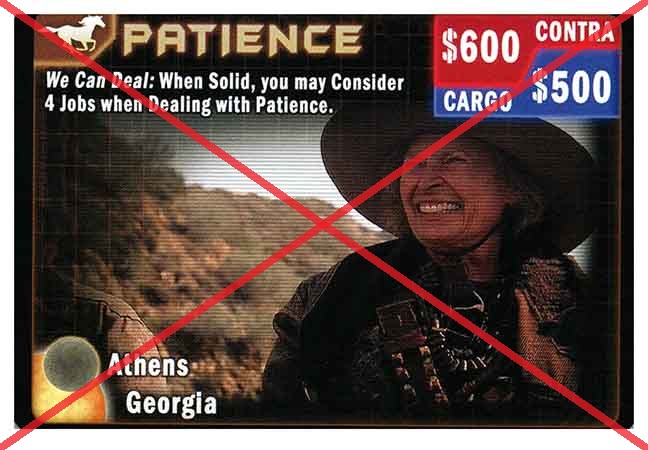 PATIENCE
$600 CONTRA
CARGO $500
We Can Deal: When Solid, you may Consider
4 Jobs when Dealing with Patience.
Athens
Georgia